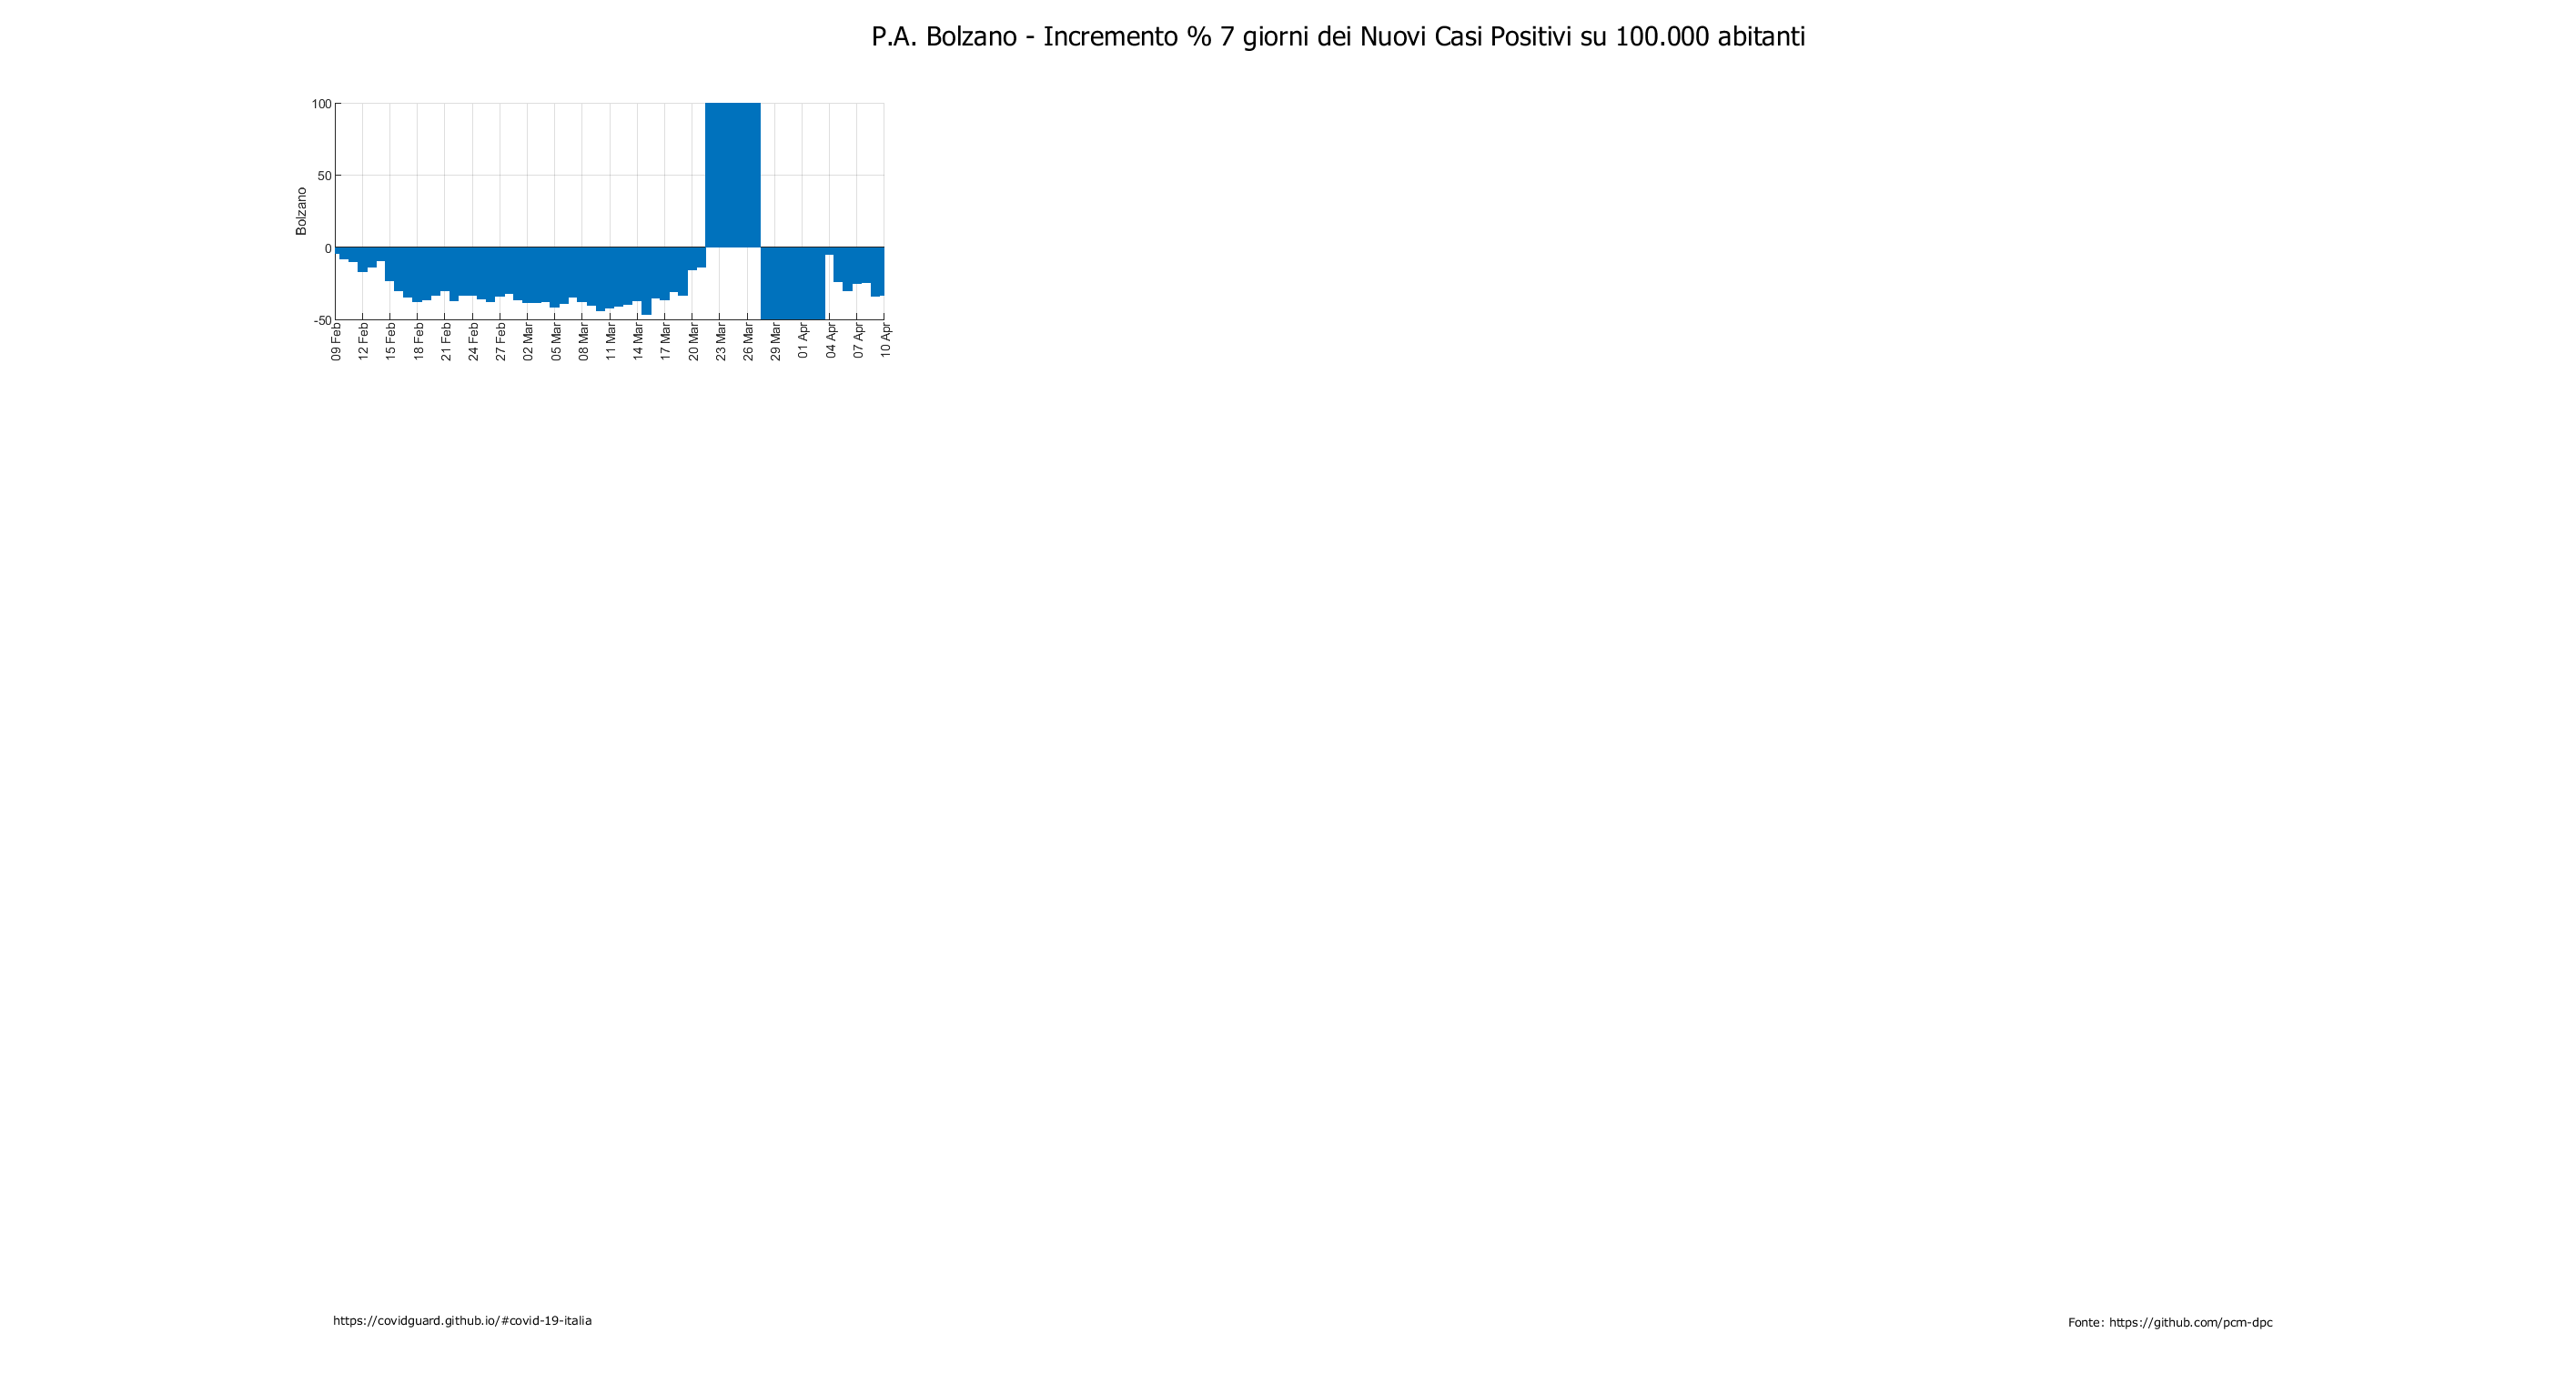 P.A. Bolzano - Incremento % 7 giorni dei Nuovi Casi Positivi su 100.000 abitanti
100
50
0
-50
Bolzano
09 Feb
12 Feb
15 Feb
18 Feb
21 Feb
24 Feb
27 Feb
02 Mar
05 Mar
08 Mar
11 Mar
14 Mar
17 Mar
20 Mar
23 Mar
26 Mar
29 Mar
01 Apr
04 Apr
07 Apr
10 Apr
https://covidguard.github.io/#covid-19-italia
Fonte: https://github.com/pcm-dpc